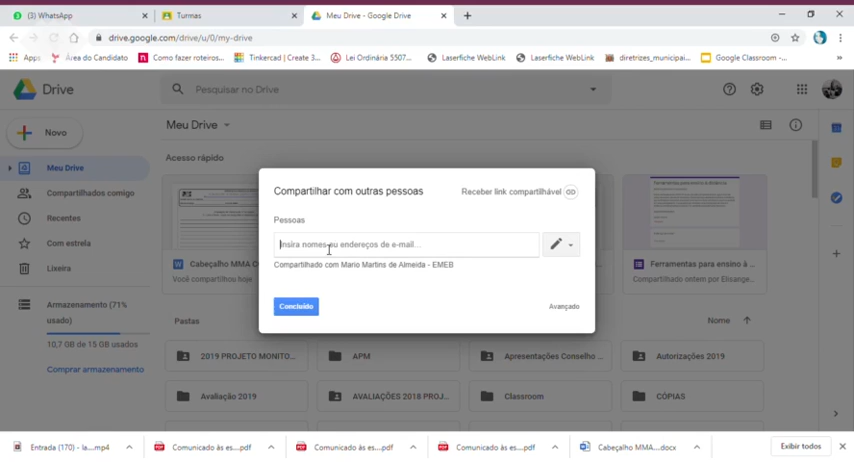 (3) WhatsApp
Turmas
Meu Drive - Google Drive
drive.google.com/drive/u/0/my-drive
Apps
Área do Candidato
Como fazer roteiros...
Tinkercad | Create 3...
Lei Ordinária 5507...
Laserfiche WebLink
Laserfiche WebLink
diretrizes_municipai...
Google Classroom -...
Drive
Pesquisar no Drive
Novo
Meu Drive
Meu Drive
Compartilhados comigo
Recentes
Com estrela
Lixeira
Armazenamento (71%
usado)
10,7 GB de 15 GB usados
Comprar armazenamento
Acesso rápido
Cabeçalho MMA
Você compartilhou hoje
Ferramentas para ensino à ...
Compartilhado ontem por Elisange...
Compartilhar com outras pessoas
Receber link compartilhável
Pessoas
Insira nomes ou endereços de e-mail...
Compartilhado com Mario Martins de Almeida - EMEB
Concluído
Avançado
Pastas
Nome
2019 PROJETO MONITO...
APM
Apresentações Conselho ...
Autorizações 2019
Avaliação 2019
AVALIAÇÕES 2018 PROJ...
Classroom
CÓPIAS
Entrada (170) - la....mp4
Comunicado às es....pdf
Comunicado às es....pdf
Comunicado às es....pdf
Cabeçalho MMA....docx
Exibir todos